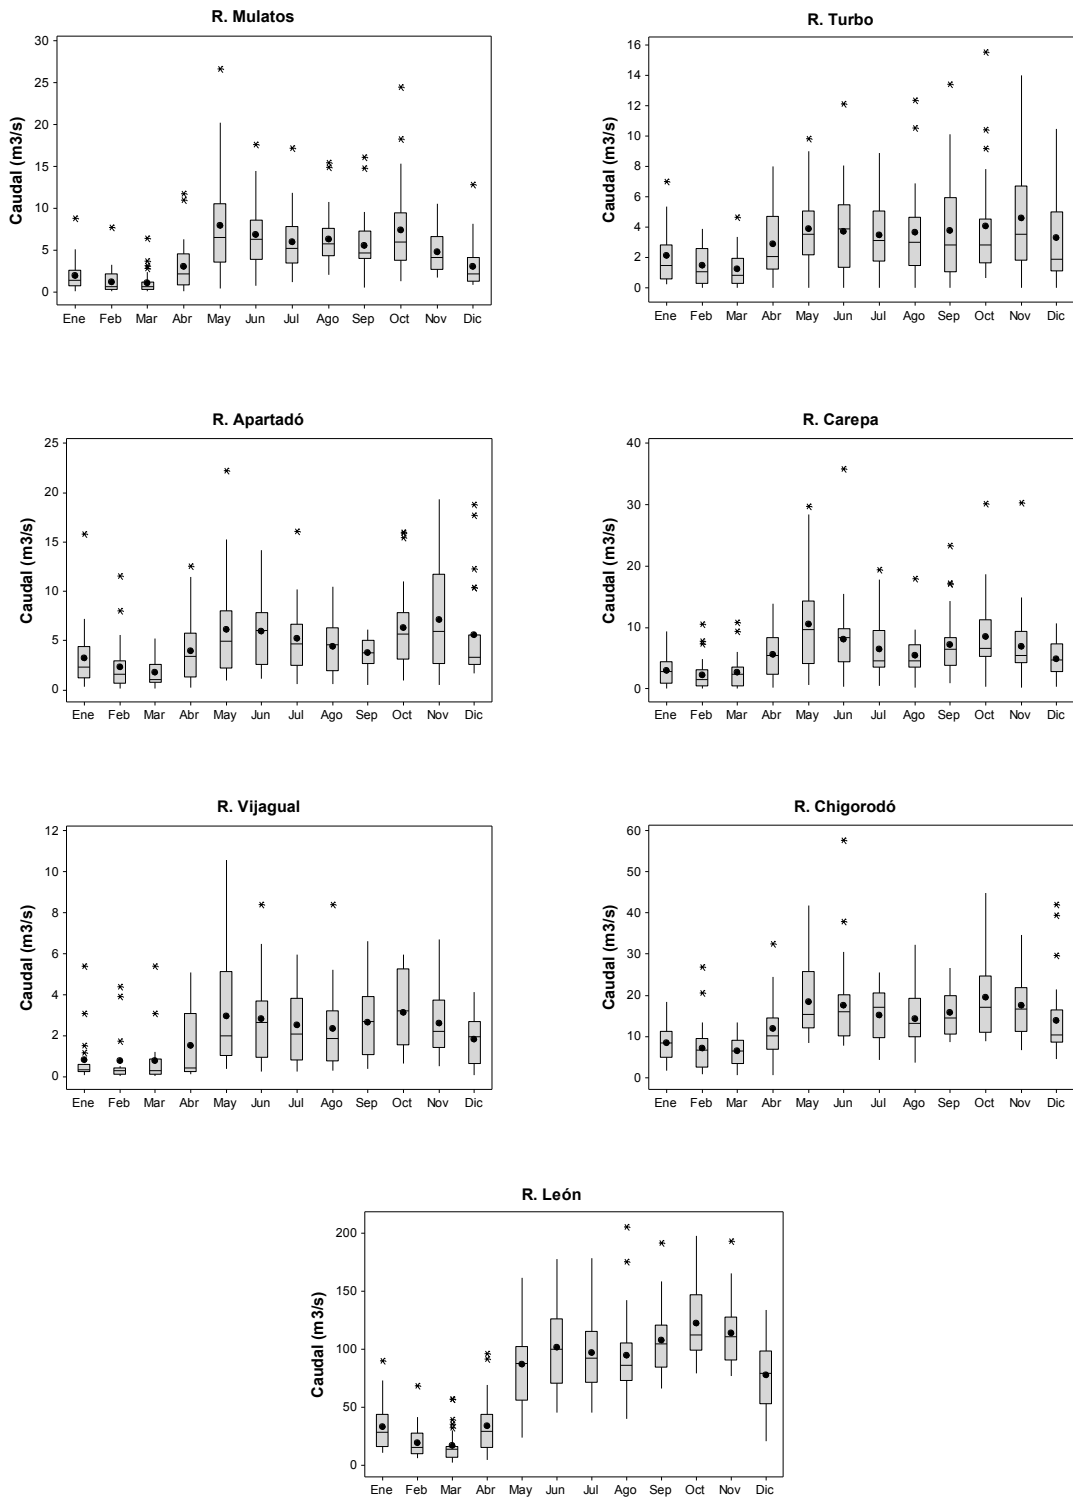 R. Mulatos
Caudal (m3/s)
30
25
20
15
10
5
0
Ene Feb Mar Abr May Jun Jul Ago Sep Oct Nov Dic
R. Turbo
Caudal (m3/s)
16
14
12
10
8
6
4
2
0
Ene Feb Mar Abr May Jun Jul Ago Sep Oct Nov Dic
R. Apartadó
Caudal (m3/s)
25
20
15
10
5
0
Ene Feb Mar Abr May Jun Jul Ago Sep Oct Nov Dic
R. Carepa
Caudal (m3/s)
40
30
20
10
0
Ene Feb Mar Abr May Jun Jul Ago Sep Oct Nov Dic
R. Vijagual
Caudal (m3/s)
12
10
8
6
4
2
0
Ene Feb Mar Abr May Jun Jul Ago Sep Oct Nov Dic
R. Chigorodó
Caudal (m3/s)
60
50
40
30
20
10
0
Ene Feb Mar Abr May Jun Jul Ago Sep Oct Nov Dic
R. León
Caudal (m3/s)
200
150
100
50
0
Ene Feb Mar Abr May Jun Jul Ago Sep Oct Nov Dic